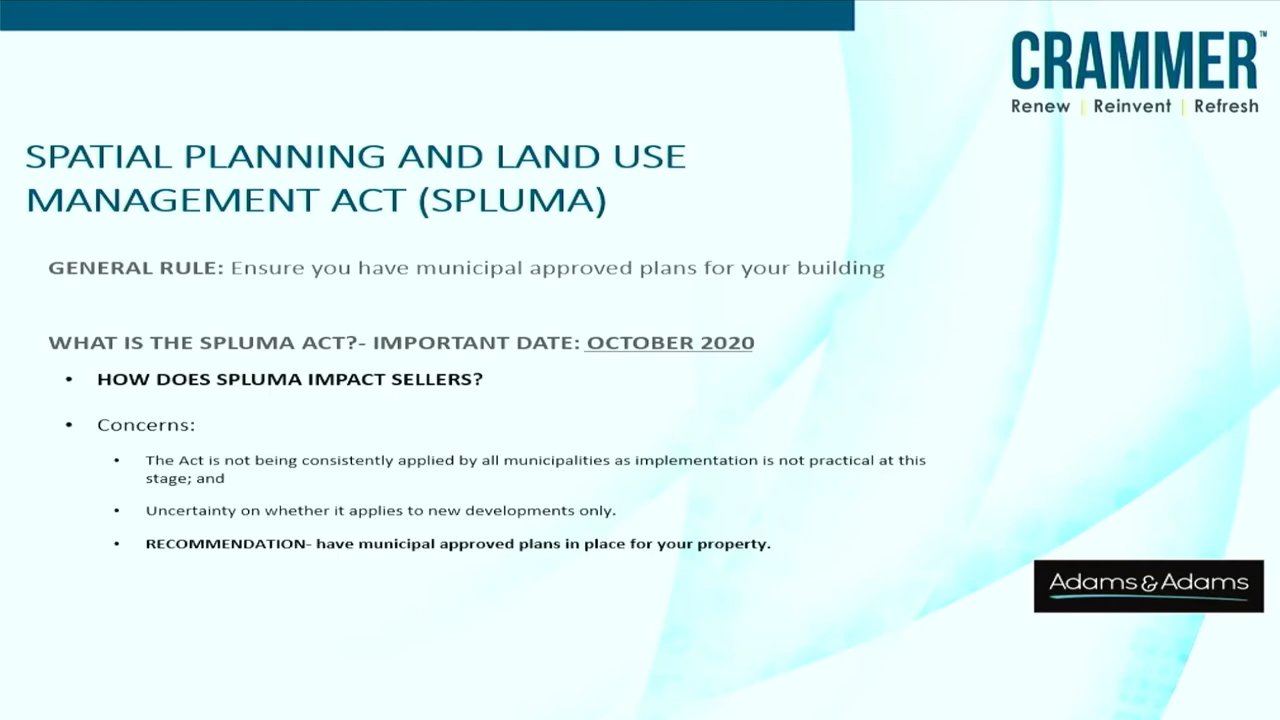 CRAMMER™
Renew | Reinvent | Refresh
SPATIAL PLANNING AND LAND USE
MANAGEMENT ACT (SPLUMA)
GENERAL RULE: Ensure you have municipal approved plans for your building
WHAT IS THE SPLUMA ACT?- IMPORTANT DATE: OCTOBER 2020
• HOW DOES SPLUMA IMPACT SELLERS?
• Concerns:
• The Act is not being consistently applied by all municipalities as implementation is not practical at this
stage; and
• Uncertainty on whether it applies to new developments only.
• RECOMMENDATION- have municipal approved plans in place for your property.
Adams & Adams